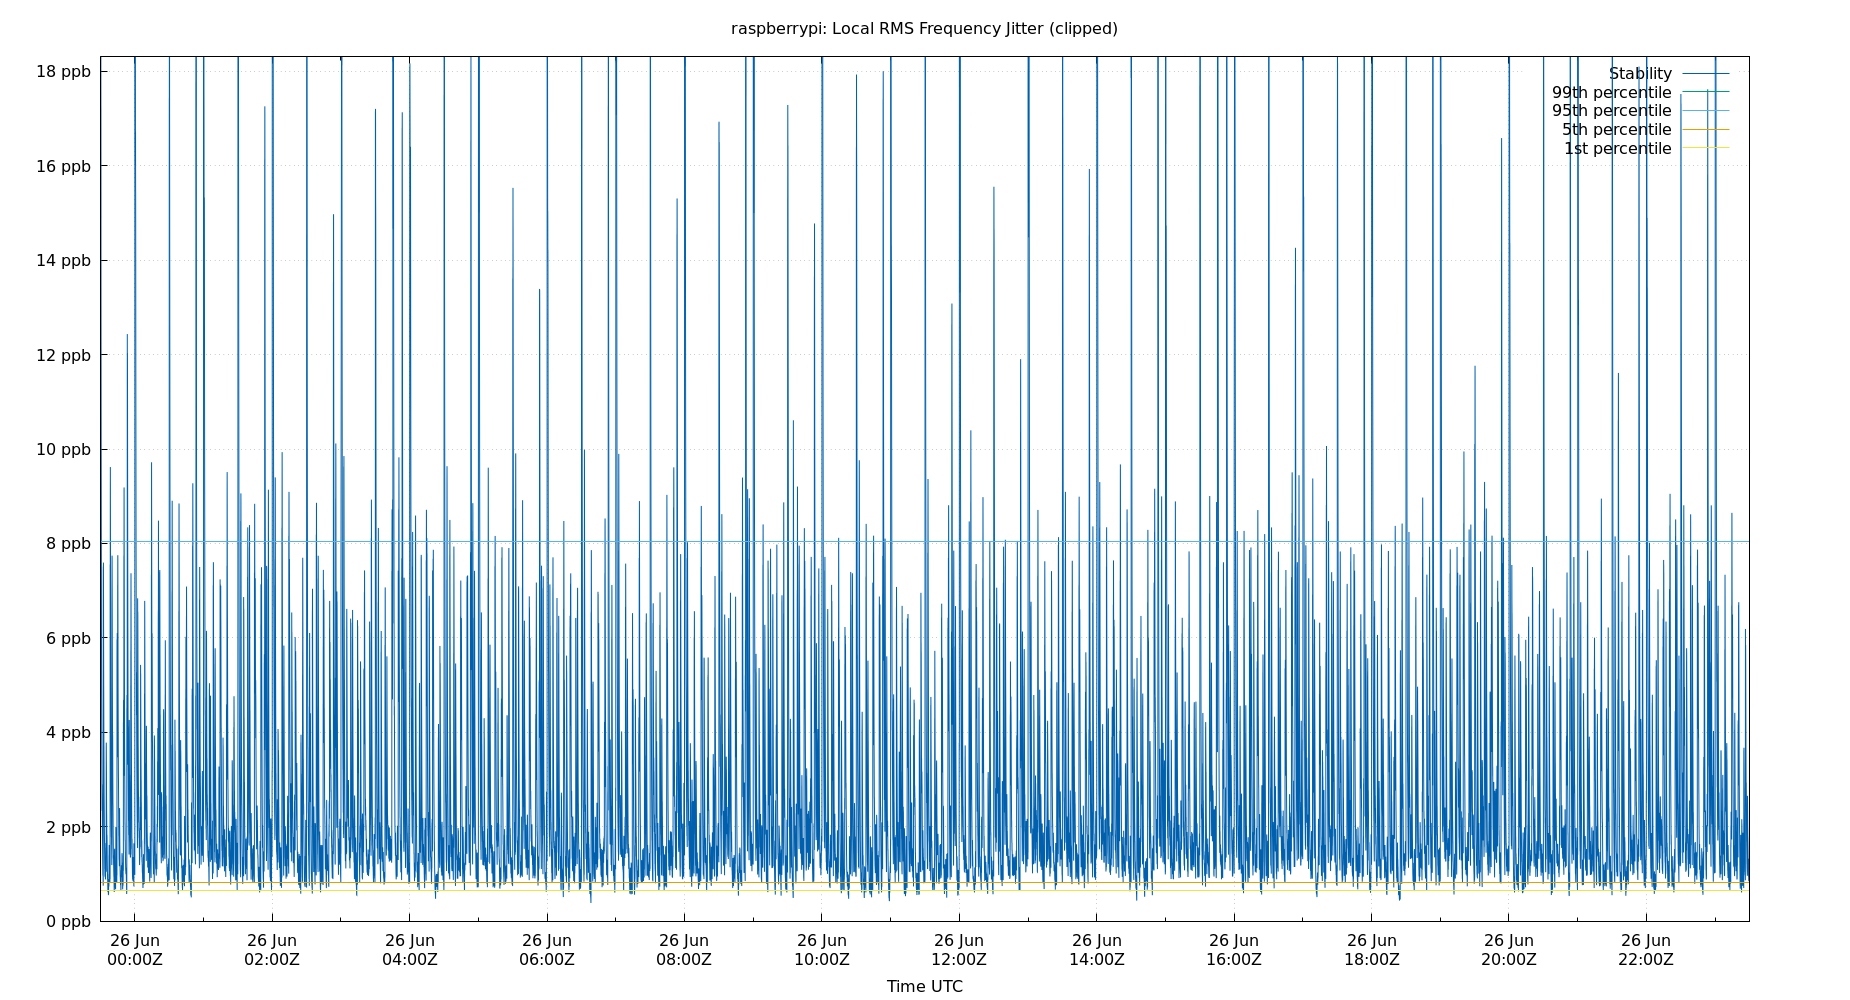 raspberrypi: Local RMS Frequency Jitter (clipped)
18 ppb
16 ppb
14 ppb
12 ppb
10 ppb
8 ppb
6 ppb
4 ppb
2 ppb
0 ppb
Stability
99th percentile
95th percentile
5th percentile
1st percentile
26 Jun 26 Jun 26 Jun 26 Jun 26 Jun 26 Jun 26 Jun 26 Jun 26 Jun 26 Jun 26 Jun 26 Jun
00:00Z 02:00Z 04:00Z 06:00Z 08:00Z 10:00Z 12:00Z 14:00Z 16:00Z 18:00Z 20:00Z 22:00Z
Time UTC